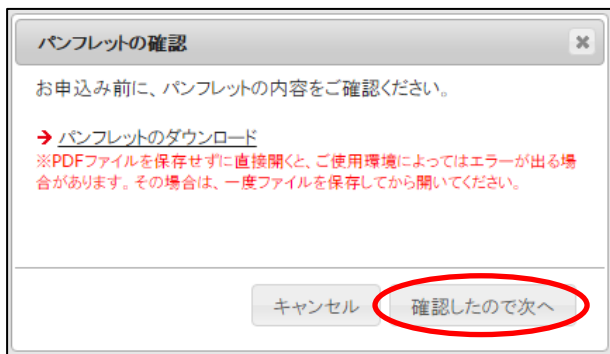 パンフレットの確認
お申込み前に、パンフレットの内容をご確認ください。
→ パンフレットのダウンロード
※PDFファイルを保存せずに直接開くと、ご使用環境によってはエラーが出る場
合があります。その場合は、一度ファイルを保存してから開いてください。
キャンセル 確認したので次へ